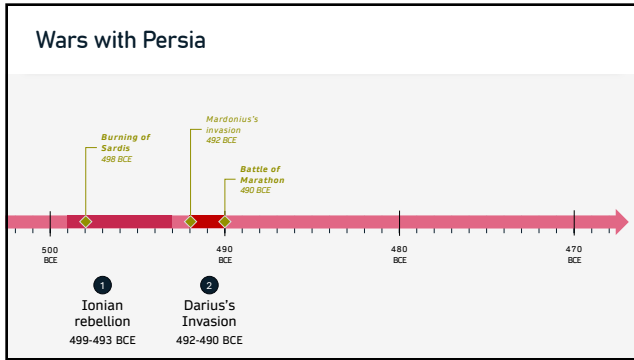 Wars with Persia
Mardonius's
invasion
492 BCE
Burning of
Sardis
498 BCE
Battle of
Marathon
490 BCE
500
BCE
490
BCE
480
BCE
470
BCE
1
Ionian
rebellion
499-493 BCE
2
Darius's
Invasion
492-490 BCE